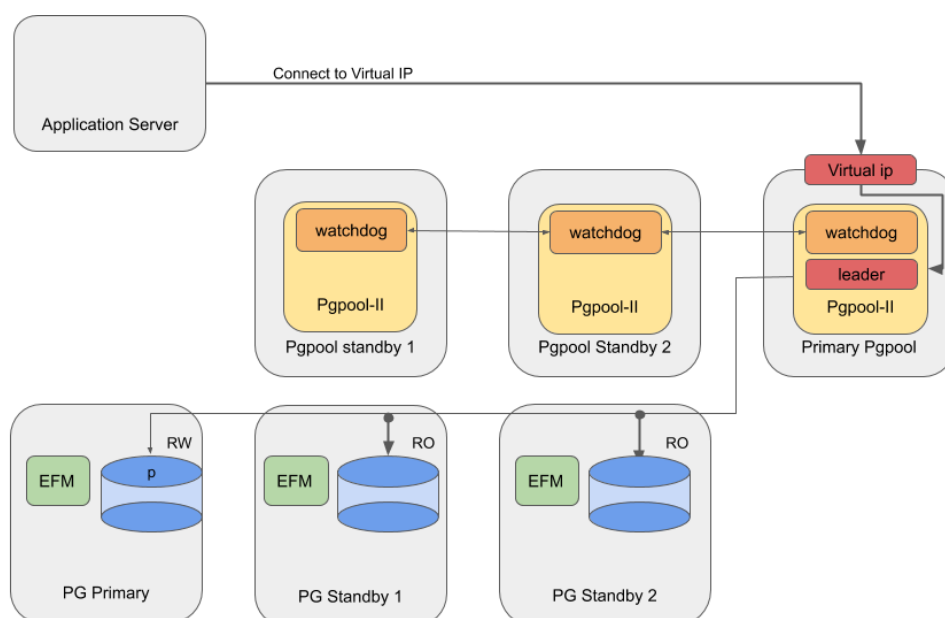 Connect to Virtual IP
Application Server
Virtual ip
watchdog
watchdog
watchdog
leader
Pgpool-II
Pgpool-II
Pgpool-II
Pgpool standby 1
Pgpool Standby 2
Primary Pgpool
RW
RO
RO
EFM
p
EFM
EFM
PG Primary
PG Standby 1
PG Standby 2